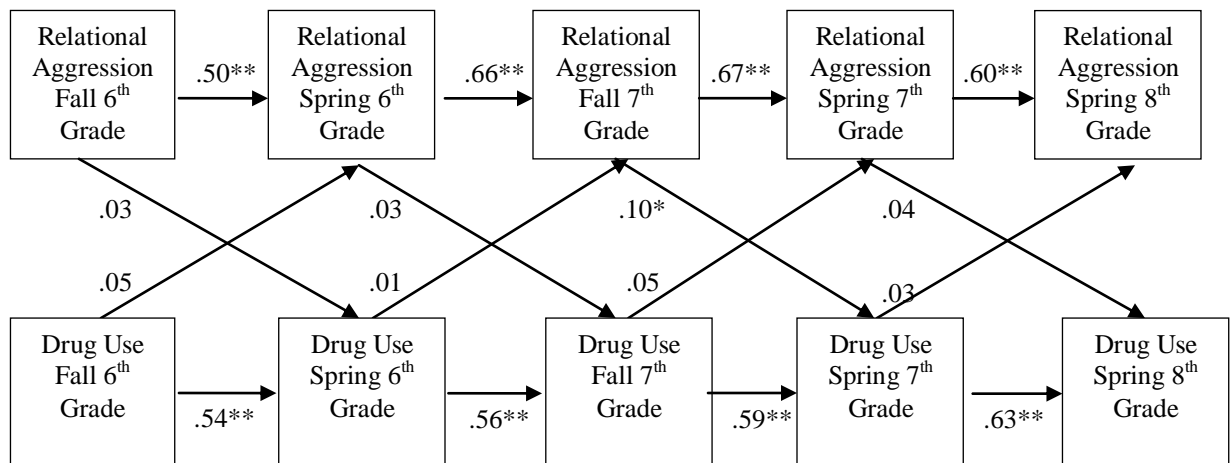 Relational
Aggression
Fall 6th
Grade
.50**
Relational
Aggression
Spring 6th
Grade
.66**
Relational
Aggression
Fall 7th
Grade
.67**
Relational
Aggression
Spring 7th
Grade
.60**
Relational
Aggression
Spring 8th
Grade
.03
.03
.10*
.04
.05
.01
.05
.03
Drug Use
Fall 6th
Grade
.54**
Drug Use
Spring 6th
Grade
.56**
Drug Use
Fall 7th
Grade
.59**
Drug Use
Spring 7th
Grade
.63**
Drug Use
Spring 8th
Grade